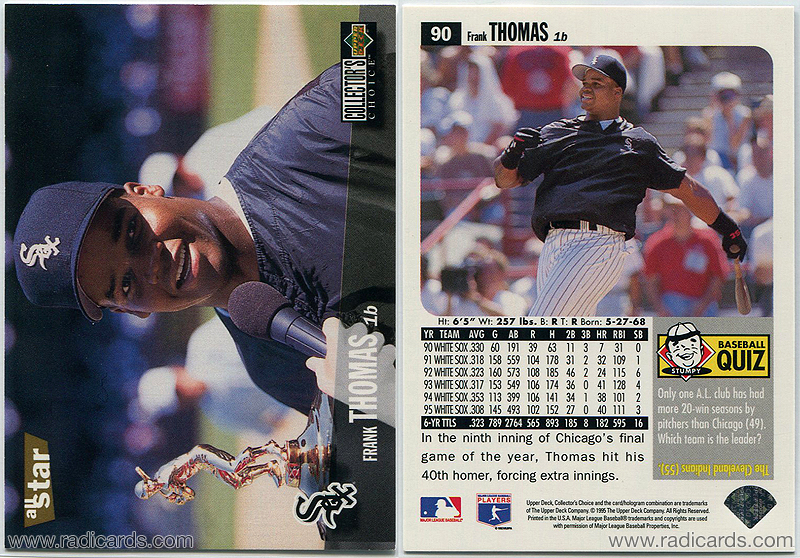 UPPER DECK
COLLECTOR'S
CHOICE
Sox
FRANK THOMAS 1b
all star
Sox
www.radicards.com
90 Frank THOMAS 1b
Ht: 6'5" Wt: 257 lbs. B: R T: R Born: 5-27-68
YR TEAM AVG G AB R H 2B 3B HR RBI SB
90 WHITE SOX .330 60 191 39 63 11 3 7 31 0
91 WHITE SOX .318 158 559 104 178 31 2 32 109 1
92 WHITE SOX .323 160 573 108 185 46 2 24 115 6
93 WHITE SOX .317 153 549 106 174 36 0 41 128 4
94 WHITE SOX .353 113 399 106 141 34 1 38 101 2
95 WHITE SOX .308 145 493 102 152 27 0 40 111 3
6-YR TTLS .323 789 2764 565 893 185 8 182 595 16
In the ninth inning of Chicago's final
game of the year, Thomas hit his
40th homer, forcing extra innings.
STUMPY
BASEBALL
QUIZ
Only one A.L. club has had
more 20-win seasons by
pitchers than Chicago (49).
Which team is the leader?
The Cleveland Indians (55).
MAJOR LEAGUE BASEBALL
MAJOR LEAGUE BASEBALL
PLAYERS
Upper Deck, Collector's Choice and the card/hologram combination are trademarks
of The Upper Deck Company. © 1995 The Upper Deck Company. All Rights Reserved.
Printed in the U.S.A. Major League Baseball trademarks and copyrights are used
with permission of Major League Baseball Properties, Inc.
www.radicards.com